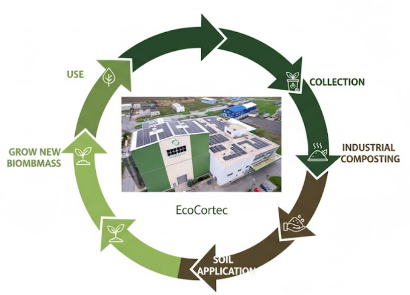 USE
COLLECTION
INDUSTRIAL
COMPOSTING
GROW NEW
BIOMBMASS
EcoCortec
SOIL
APPLICATION